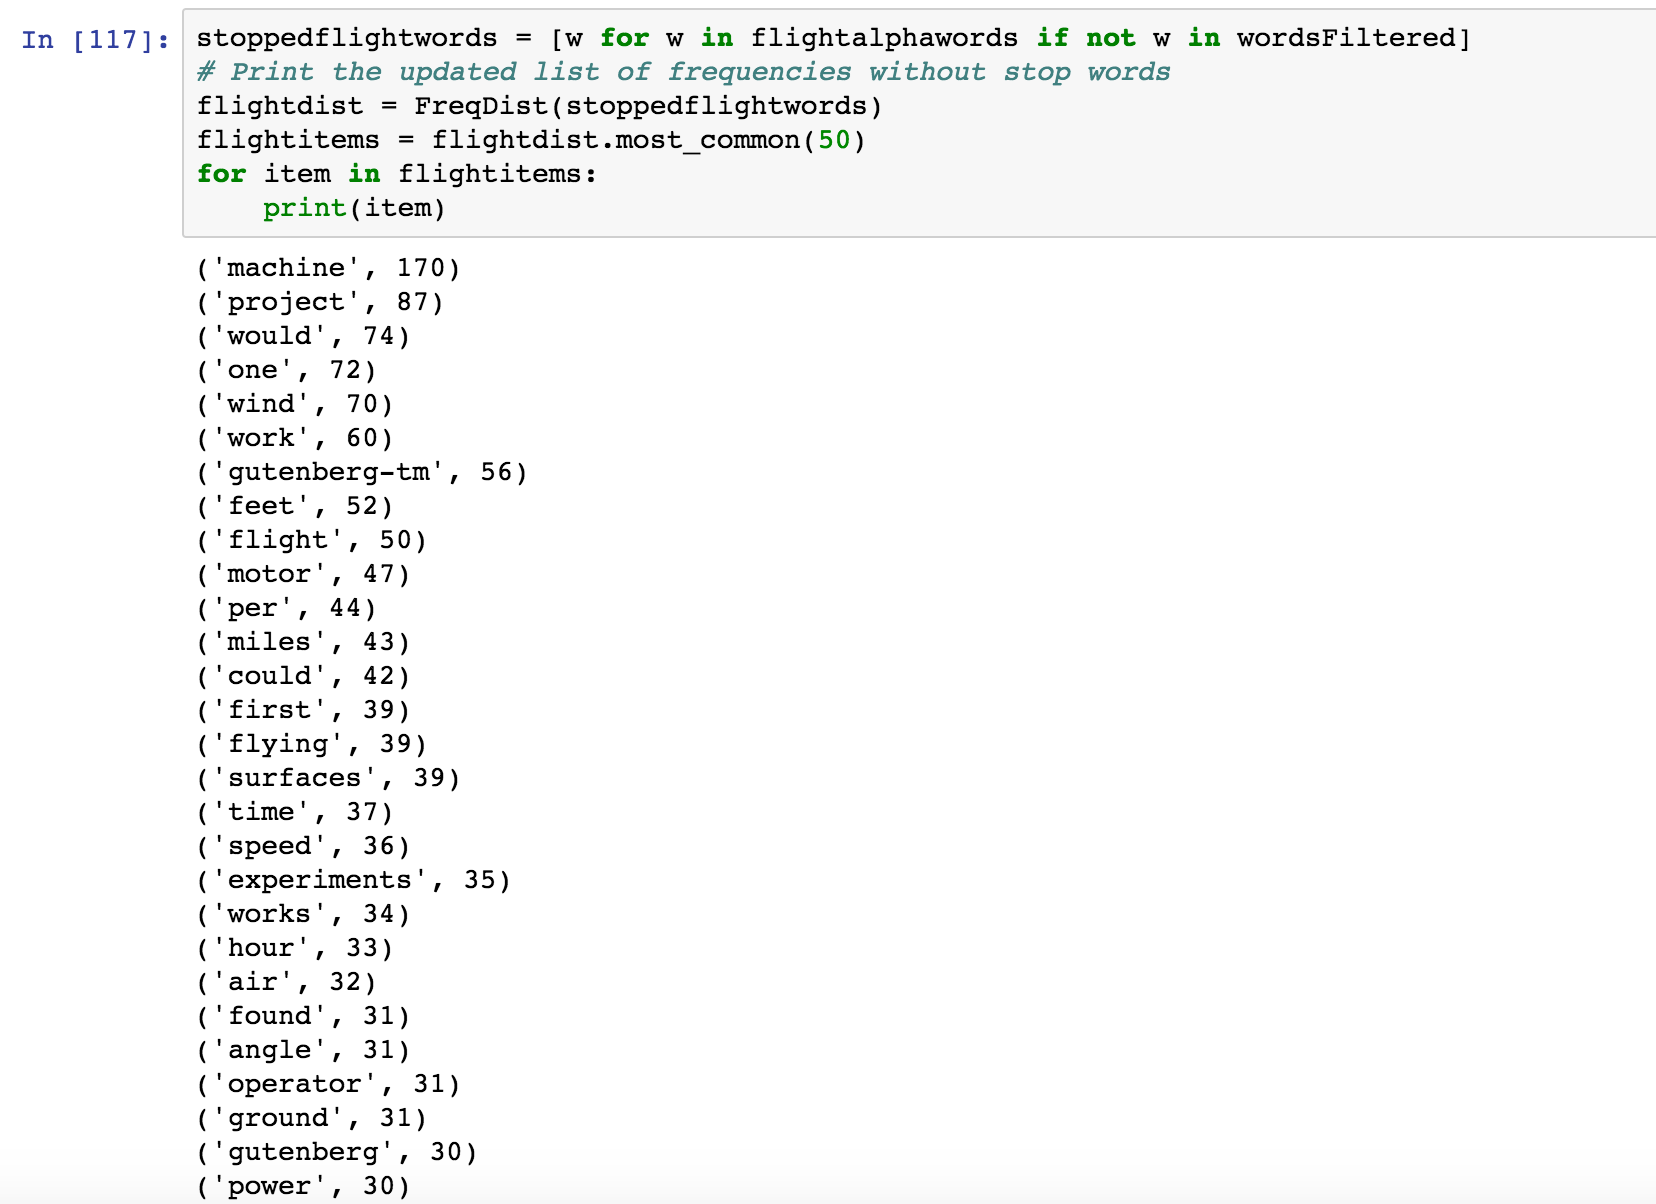 In [117]: stoppedflightwords = [w for w in flightalphawords if not w in wordsFiltered]
# Print the updated list of frequencies without stop words
flightdist = FreqDist(stoppedflightwords)
flightitems = flightdist.most_common(50)
for item in flightitems:
    print(item)
('machine', 170)
('project', 87)
('would', 74)
('one', 72)
('wind', 70)
('work', 60)
('gutenberg-tm', 56)
('feet', 52)
('flight', 50)
('motor', 47)
('per', 44)
('miles', 43)
('could', 42)
('first', 39)
('flying', 39)
('surfaces', 39)
('time', 37)
('speed', 36)
('experiments', 35)
('works', 34)
('hour', 33)
('air', 32)
('found', 31)
('angle', 31)
('operator', 31)
('ground', 31)
('gutenberg', 30)
('power', 30)